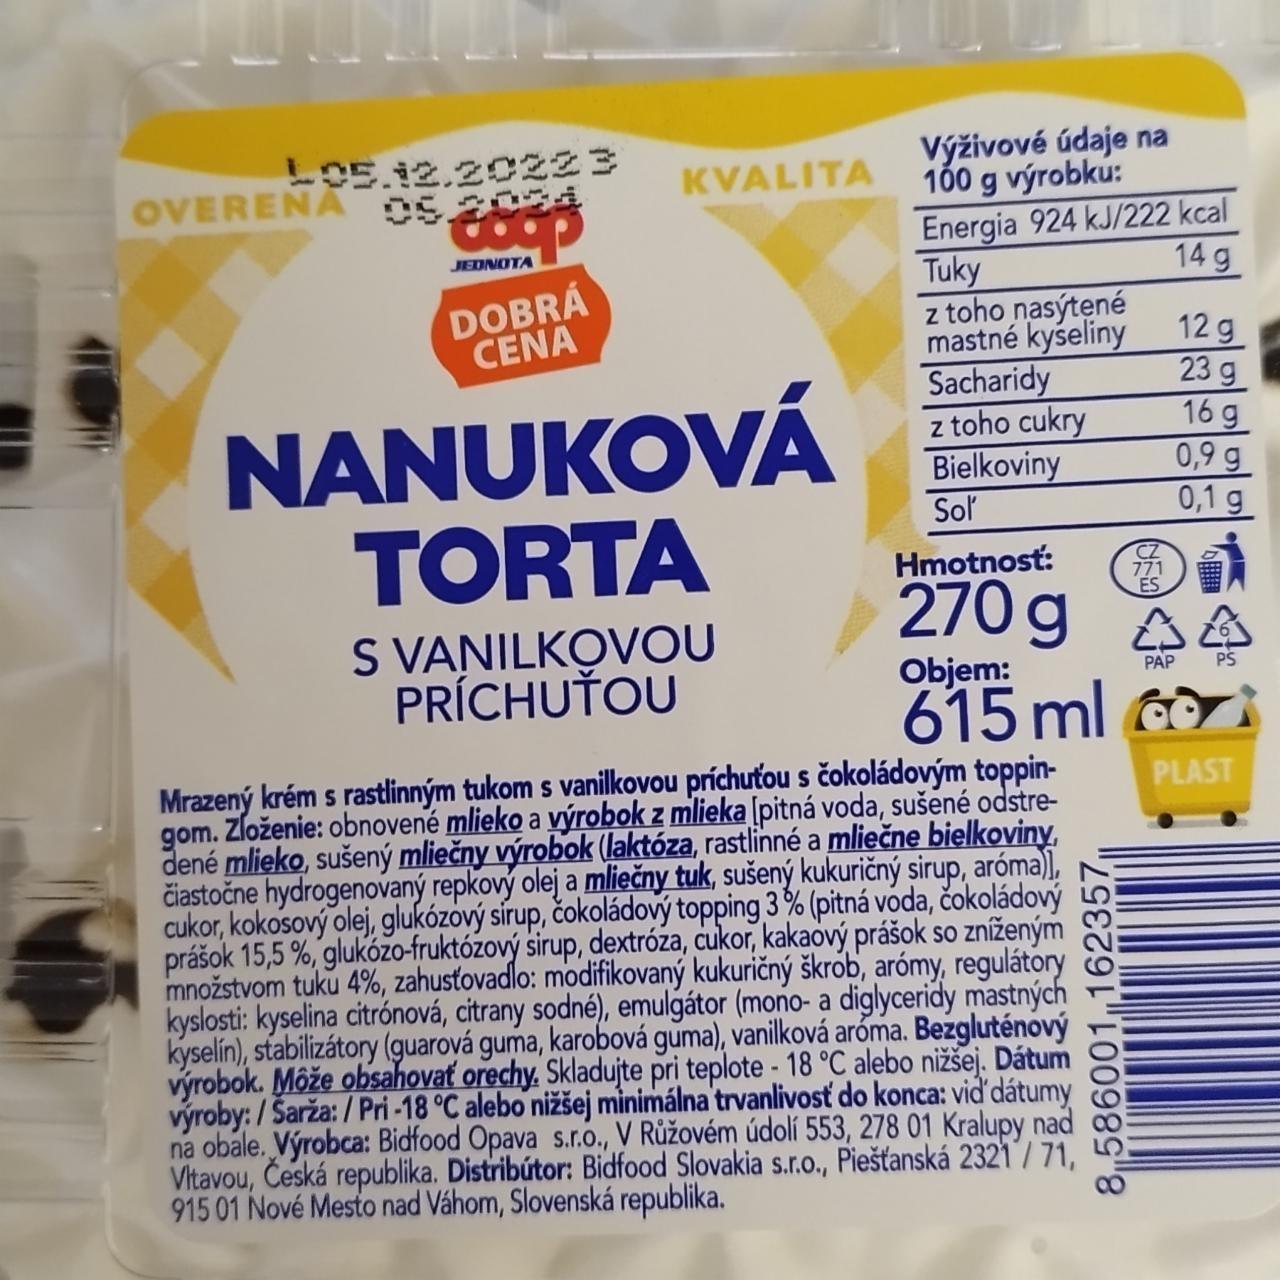 L05.12.2022 3
05.2024
OVERENÁ
KVALITA
coop
JEDNOTA
DOBRÁ
CENA
NANUKOVÁ
TORTA
S VANILKOVOU
PRÍCHUŤOU
Výživové údaje na
100 g výrobku:
Energia 924 kJ/222 kcal
Tuky 14 g
z toho nasýtené
mastné kyseliny 12 g
Sacharidy 23 g
z toho cukry 16 g
Bielkoviny 0,9 g
Soľ 0,1 g
Hmotnosť:
270 g
Objem:
615 ml
CZ
771
ES
PAP
6
PS
PLAST
Mrazený krém s rastlinným tukom s vanilkovou príchuťou s čokoládovým toppin-
gom. Zloženie: obnovené mlieko a výrobok z mlieka [pitná voda, sušené odstre-
dené mlieko, sušený mliečny výrobok (laktóza, rastlinné a mliečne bielkoviny,
čiastočne hydrogenovaný repkový olej a mliečny tuk, sušený kukuričný sirup, aróma)],
cukor, kokosový olej, glukózový sirup, čokoládový topping 3 % (pitná voda, čokoládový
prášok 15,5 %, glukózo-fruktózový sirup, dextróza, cukor, kakaový prášok so zníženým
množstvom tuku 4%, zahusťovadlo: modifikovaný kukuričný škrob, arómy, regulátory
kyslosti: kyselina citrónová, citrany sodné), emulgátor (mono- a diglyceridy mastných
kyselín), stabilizátory (guarová guma, karobová guma), vanilková aróma. Bezgluténový
výrobok. Môže obsahovať orechy. Skladujte pri teplote - 18 °C alebo nižšej. Dátum
výroby: / Šarža: / Pri -18 °C alebo nižšej minimálna trvanlivosť do konca: viď dátumy
na obale. Výrobca: Bidfood Opava s.r.o., V Růžovém údolí 553, 278 01 Kralupy nad
Vltavou, Česká republika. Distribútor: Bidfood Slovakia s.r.o., Piešťanská 2321 / 71,
915 01 Nové Mesto nad Váhom, Slovenská republika.
8 586001 162357